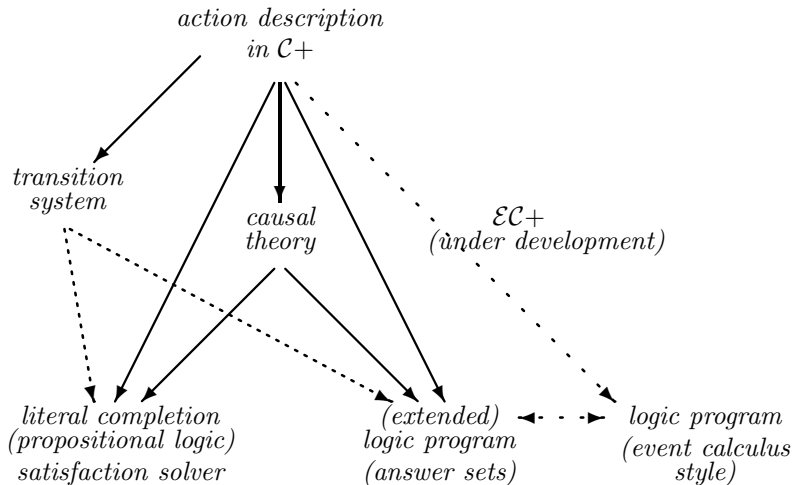 action description
in C+
transition
system
causal
theory
EC+
(under development)
literal completion
(propositional logic)
satisfaction solver
(extended)
logic program
(answer sets)
logic program
(event calculus
style)